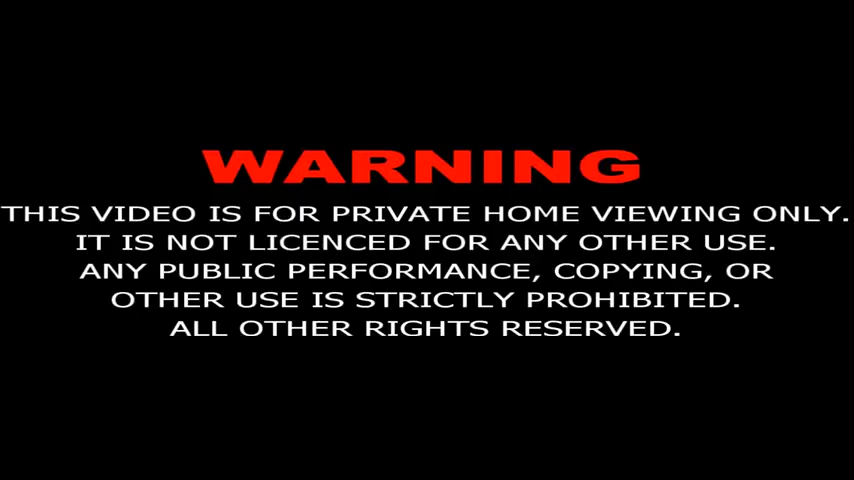 WARNING
THIS VIDEO IS FOR PRIVATE HOME VIEWING ONLY.
IT IS NOT LICENCED FOR ANY OTHER USE.
ANY PUBLIC PERFORMANCE, COPYING, OR
OTHER USE IS STRICTLY PROHIBITED.
ALL OTHER RIGHTS RESERVED.